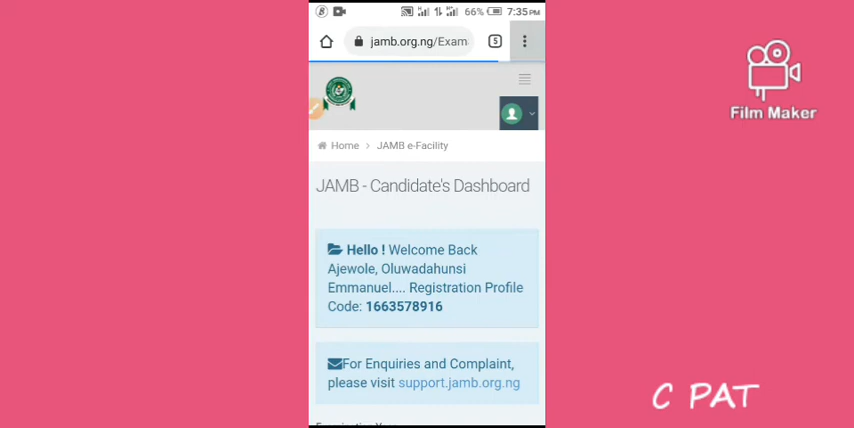 66% 7:35 PM
jamb.org.ng/Exam
5
Film Maker
Home > JAMB e-Facility
JAMB - Candidate's Dashboard
Hello ! Welcome Back
Ajewole, Oluwadahunsi
Emmanuel.... Registration Profile
Code: 1663578916
For Enquiries and Complaint,
please visit support.jamb.org.ng
C PAT